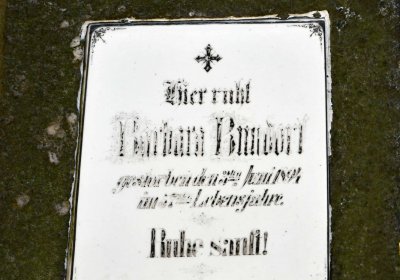 Hier ruht
Barbara
gestorben den Juni
im Lebensjahre.
Ruhe sanft!